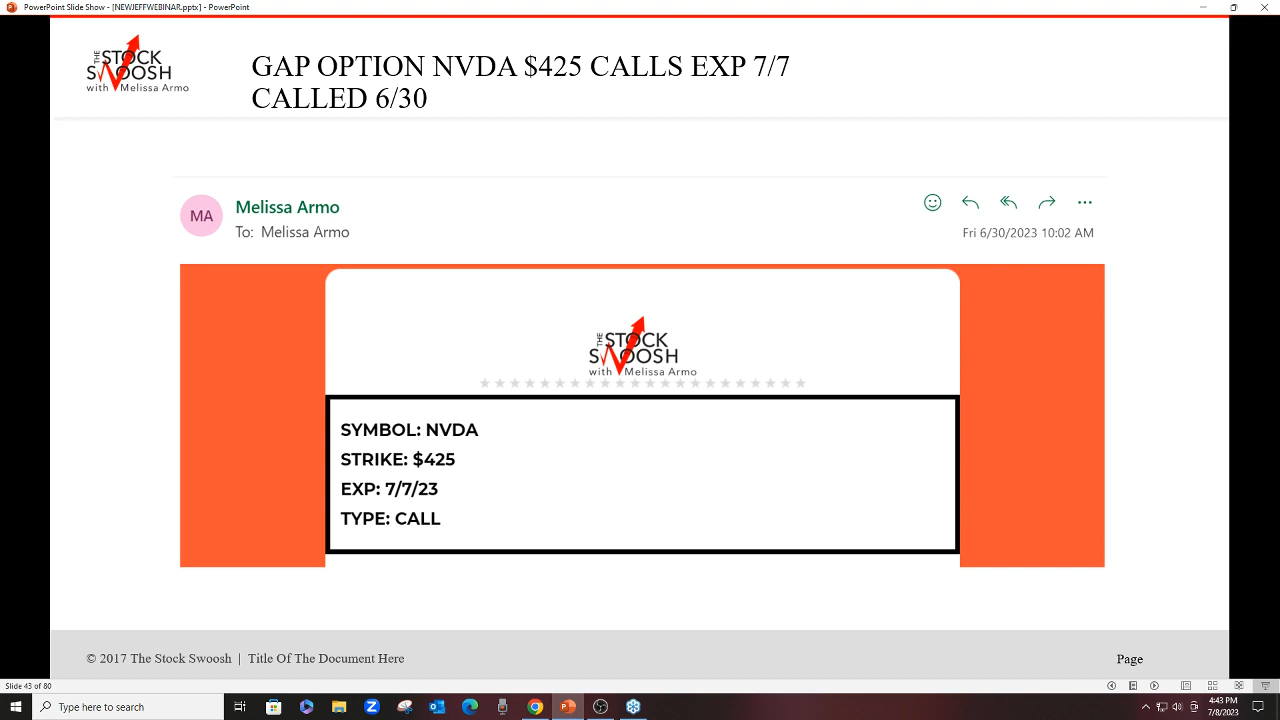 PowerPoint Slide Show - [NEWJEFFWEBINAR.pptx] - PowerPoint
THE
STOCK
SWOOSH
with Melissa Armo
GAP OPTION NVDA $425 CALLS EXP 7/7
CALLED 6/30
MA
Melissa Armo
To: Melissa Armo
Fri 6/30/2023 10:02 AM
THE
STOCK
SWOOSH
with Melissa Armo
SYMBOL: NVDA
STRIKE: $425
EXP: 7/7/23
TYPE: CALL
© 2017 The Stock Swoosh | Title Of The Document Here
Page
Slide 43 of 80
Type here to search
4:43 PM
7/8/2023